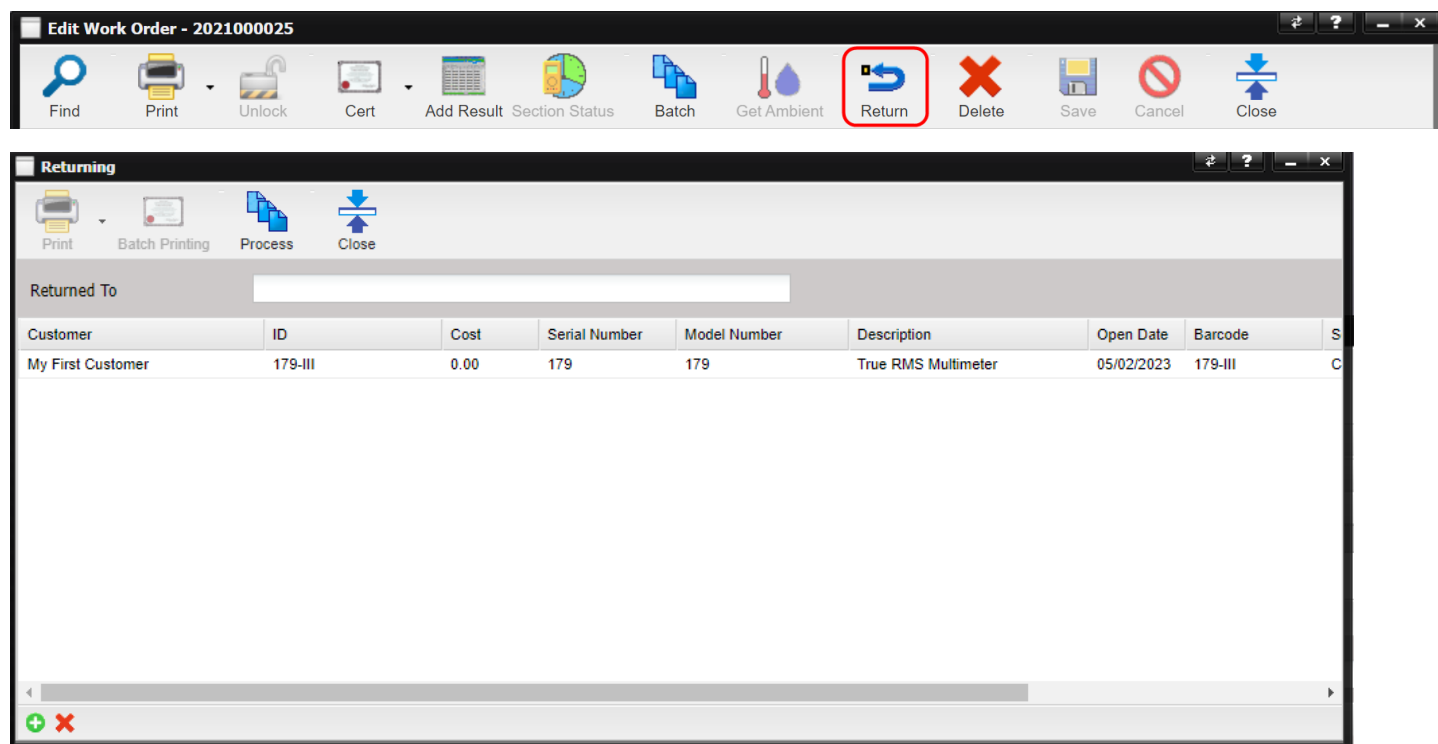 Edit Work Order - 2021000025 ?
Find Print Unlock Cert Add Result Section Status Batch Get Ambient Return Delete Save Cancel Close
Returning ?
Print Batch Printing Process Close
Returned To
Customer ID Cost Serial Number Model Number Description Open Date Barcode S
My First Customer 179-III 0.00 179 179 True RMS Multimeter 05/02/2023 179-III C